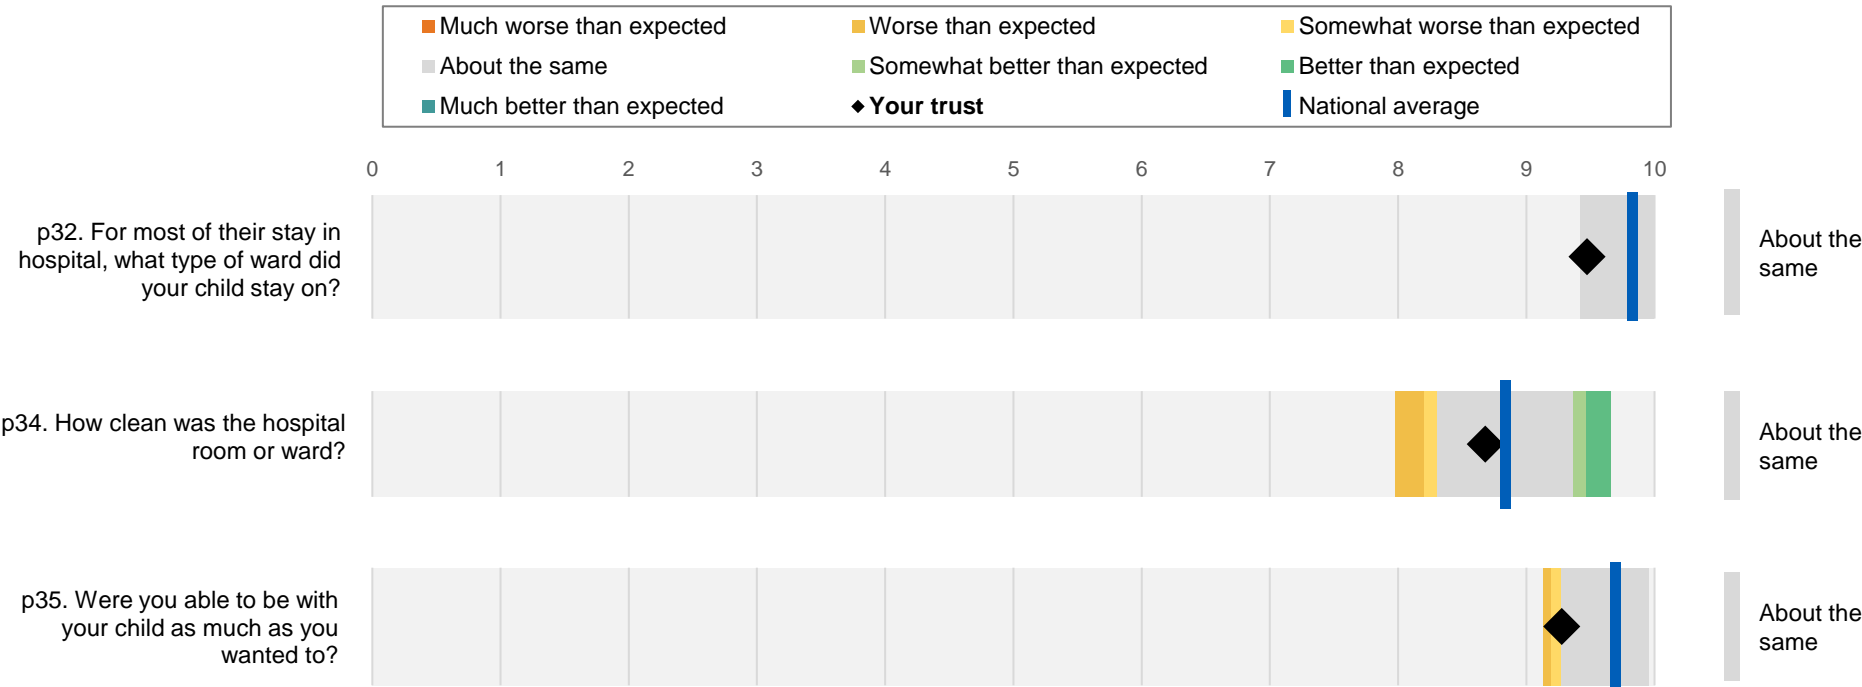 Much worse than expected
Worse than expected
Somewhat worse than expected
About the same
Somewhat better than expected
Better than expected
Much better than expected
Your trust
National average
0 1 2 3 4 5 6 7 8 9 10
p32. For most of their stay in
hospital, what type of ward did
your child stay on?
About the
same
p34. How clean was the hospital
room or ward?
About the
same
p35. Were you able to be with
your child as much as you
wanted to?
About the
same